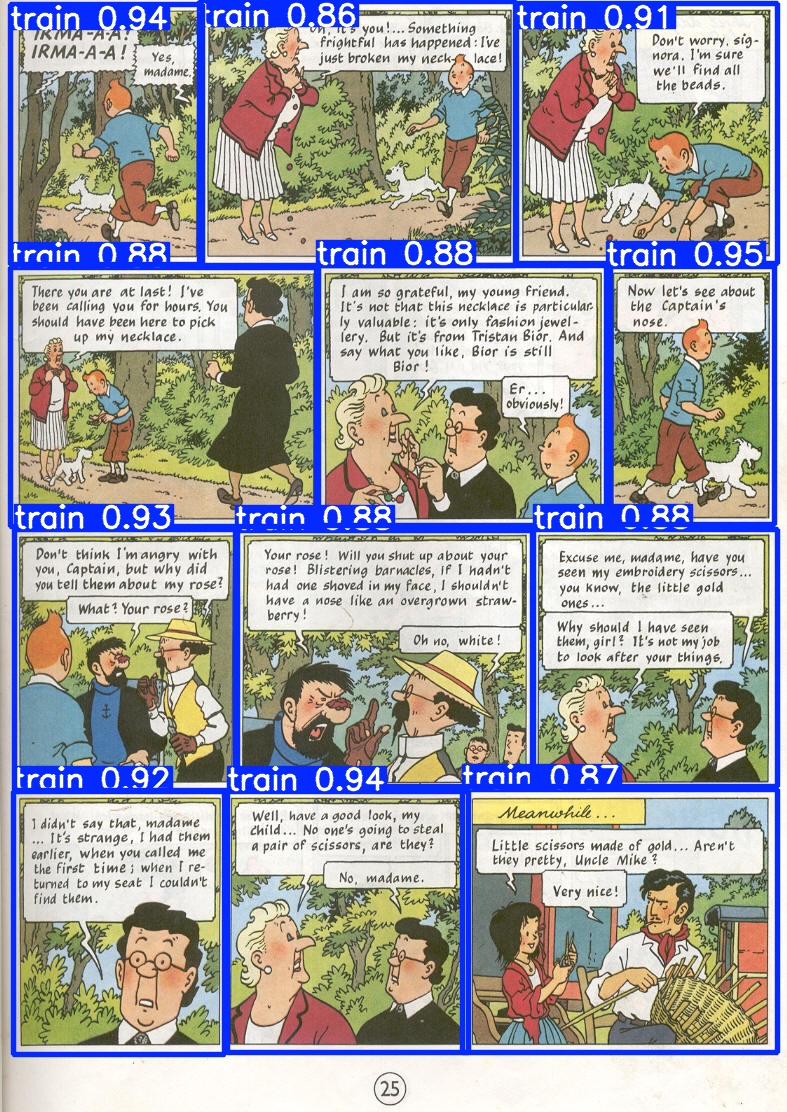 train 0.94
IRMA-A-A!
IRMA-A-A!
Yes,
madame.
train 0.86
Oh, it's you!... Something
frightful has happened: I've
just broken my neck lace!
train 0.91
Don't worry, sig-
nora. I'm sure
we'll find all
the beads.
train 0.88
There you are at last! I've
been calling you for hours. You
should have been here to pick
up my necklace.
train 0.88
I am so grateful, my young friend.
It's not that this necklace is particular-
ly valuable: it's only fashion jewel-
lery. But it's from Tristan Bior. And
say what you like, Bior is still
Bior!
Er...
obviously!
train 0.95
Now let's see about
the Captain's
nose.
train 0.93
Don't think I'm angry with
you, Captain, but why did
you tell them about my rose?
What? Your rose?
train 0.88
Your rose! Will you shut up about your
rose! Blistering barnacles, if I hadn't
had one shoved in my face, I shouldn't
have a nose like an overgrown straw-
berry!
Oh no, white!
train 0.88
Excuse me, madame, have you
seen my embroidery scissors...
you know, the little gold
ones...
Why should I have seen
them, girl? It's not my job
to look after your things.
train 0.92
I didn't say that, madame
... It's strange, I had them
earlier, when you called me
the first time; when I re-
turned to my seat I couldn't
find them.
train 0.94
Well, have a good look, my
child... No one's going to steal
a pair of scissors, are they?
No, madame.
train 0.87
Meanwhile...
Little scissors made of gold... Aren't
they pretty, Uncle Mike?
Very nice!
25